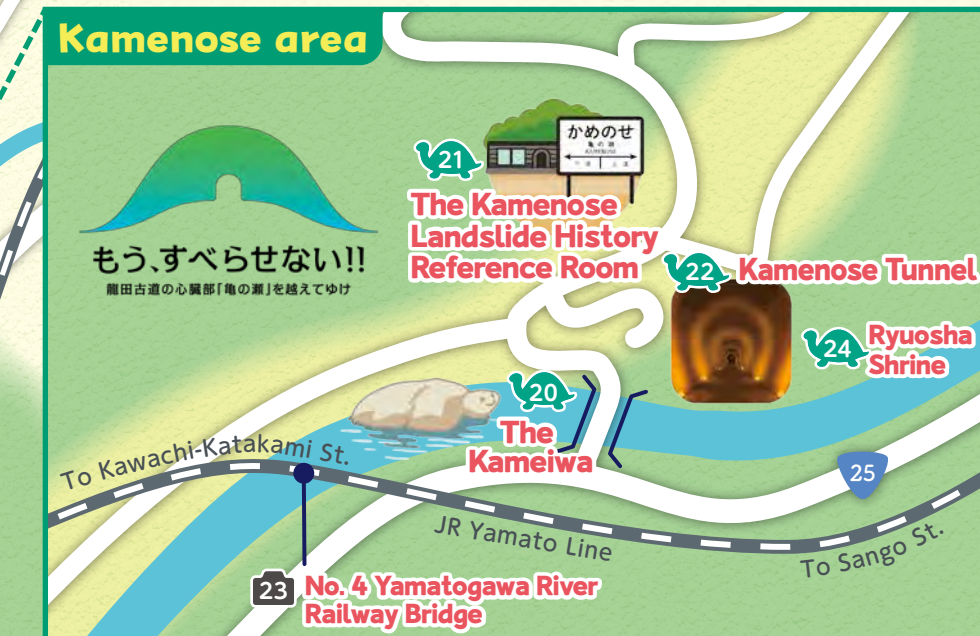 Kamenose area
かめのせ
亀の瀬
KAMENOSE
21
The Kamenose
Landslide History
Reference Room
もう、すべらせない!!
龍田古道の心臓部「亀の瀬」を越えてゆけ
22
Kamenose Tunnel
24
Ryuosha
Shrine
20
The
Kameiwa
To Kawachi-Katakami St.
25
JR Yamato Line
To Sango St.
23
No. 4 Yamatogawa River
Railway Bridge